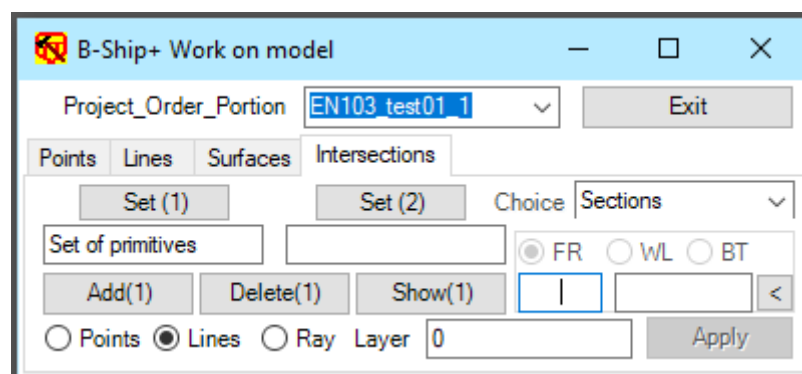 B-Ship+ Work on model
Project_Order_Portion EN103_test01_1 Exit
Points Lines Surfaces Intersections
Set (1) Set (2) Choice Sections
Set of primitives
FR WL BT
Add(1) Delete(1) Show(1) <
Points Lines Ray Layer 0 Apply